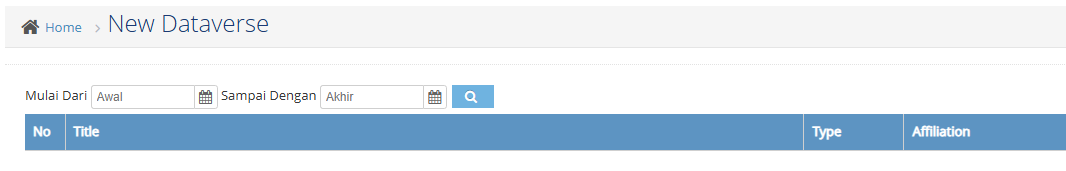 Home > New Dataverse
Mulai Dari Awal Sampai Dengan Akhir
No Title Type Affiliation